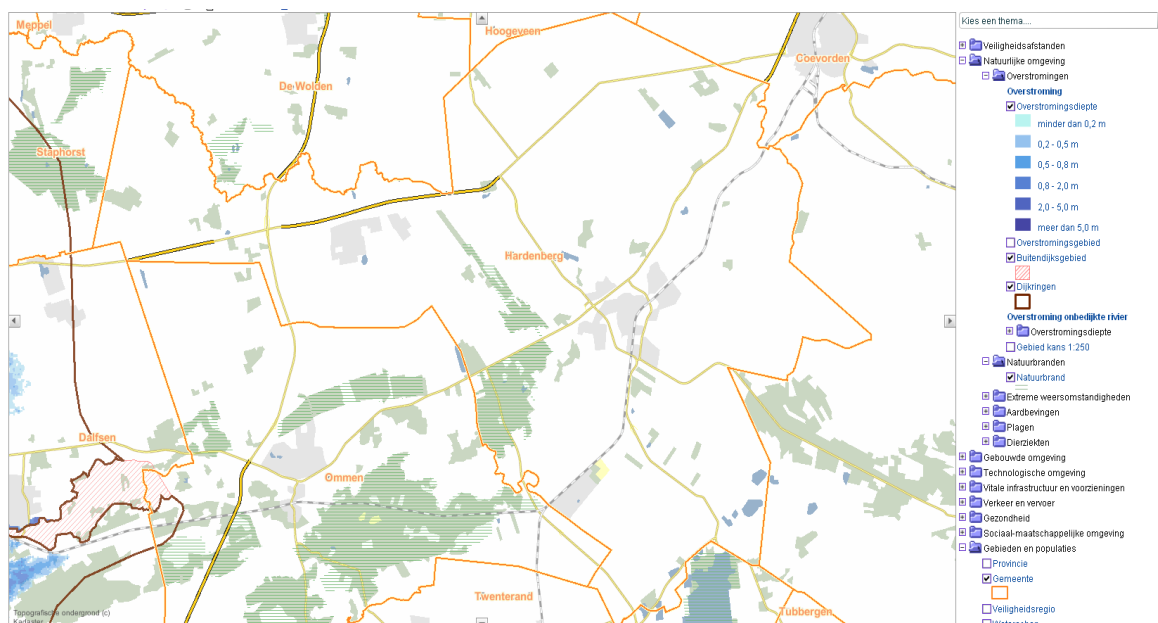 Meppel
Hoogeveen
Coevorden
De Wolden
Staphorst
Hardenberg
Dalfsen
Ommen
Twenterand
Tubbergen
Topografische ondergrond (c)
Kadaster
Kies een thema....
Veiligheidsafstanden
Natuurlijke omgeving
Overstromingen
Overstroming
Overstromingsdiepte
minder dan 0,2 m
0,2 - 0,5 m
0,5 - 0,8 m
0,8 - 2,0 m
2,0 - 5,0 m
meer dan 5,0 m
Overstromingsgebied
Buitendijksgebied
Dijkringen
Overstroming onbedijkte rivier
Overstromingsdiepte
Gebied kans 1:250
Natuurbranden
Natuurbrand
Extreme weersomstandigheden
Aardbevingen
Plagen
Dierziekten
Gebouwde omgeving
Technologische omgeving
Vitale infrastructuur en voorzieningen
Verkeer en vervoer
Gezondheid
Sociaal-maatschappelijke omgeving
Gebieden en populaties
Provincie
Gemeente
Veiligheidsregio